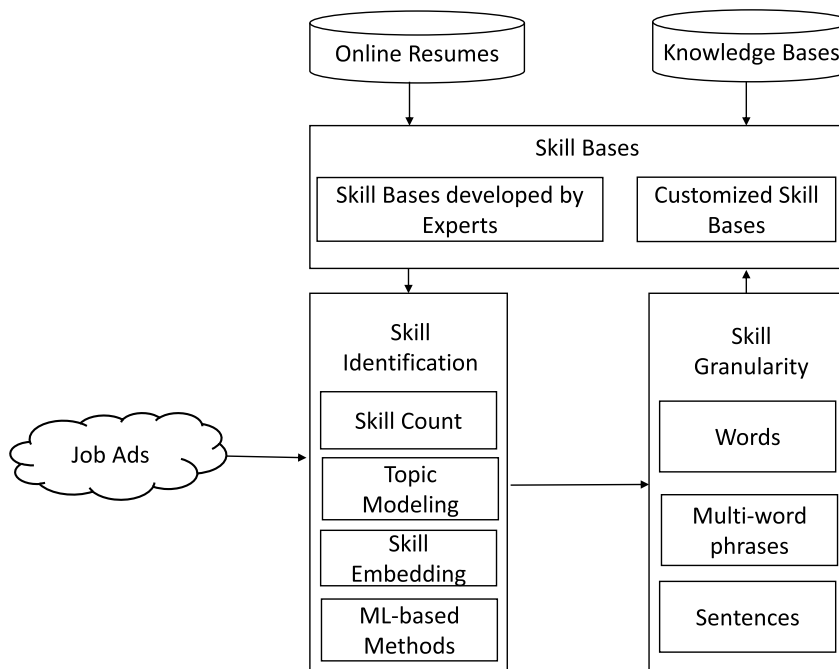 Online Resumes
Knowledge Bases
Skill Bases
Skill Bases developed by
Experts
Customized Skill
Bases
Skill
Identification
Skill Count
Topic
Modeling
Skill
Embedding
ML-based
Methods
Job Ads
Skill
Granularity
Words
Multi-word
phrases
Sentences